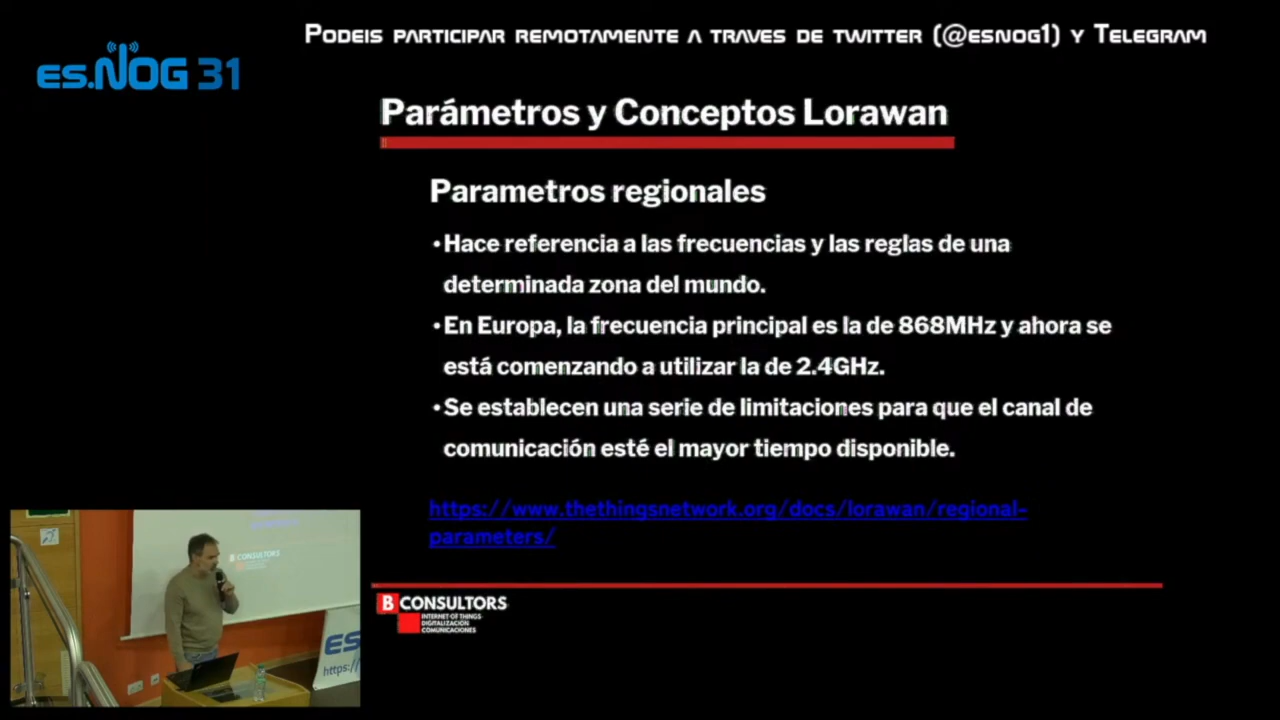 Podeis participar remotamente a traves de twitter (@esnog1) y Telegram
es.NOG 31
Parámetros y Conceptos Lorawan
Parametros regionales
•Hace referencia a las frecuencias y las reglas de una
determinada zona del mundo.
•En Europa, la frecuencia principal es la de 868MHz y ahora se
está comenzando a utilizar la de 2.4GHz.
•Se establecen una serie de limitaciones para que el canal de
comunicación esté el mayor tiempo disponible.
https://www.thethingsnetwork.org/docs/lorawan/regional-
parameters/
B CONSULTORS
INTERNET OF THINGS
DIGITALIZACIÓN
COMUNICACIONES
B CONSULTORS
ES
https:/